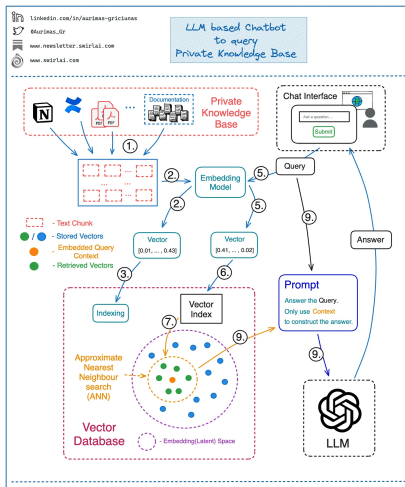 linkedin.com/in/aurimas-griciunas
@Aurimas_Gr
www.newsletter.swirlai.com
www.swirlai.com
LLM based Chatbot
to query
Private Knowledge Base
Documentation
...
Private
Knowledge
Base
PDF
PDF
Chat Interface
Ask a question....
Submit
1.
2.
Embedding
Model
5.
Query
2.
5.
9.
Answer
- Text Chunk
/ - Stored Vectors
- Embedded Query
Context
- Retrieved Vectors
Vector
[0.01, ... , 0.43]
Vector
[0.41, ... , 0.02]
3.
6.
Indexing
Vector
Index
7.
9.
Prompt
Answer the Query.
Only use Context
to construct the answer.
9.
Approximate
Nearest
Neighbour
search
(ANN)
Vector
Database
- Embedding(Latent) Space
LLM